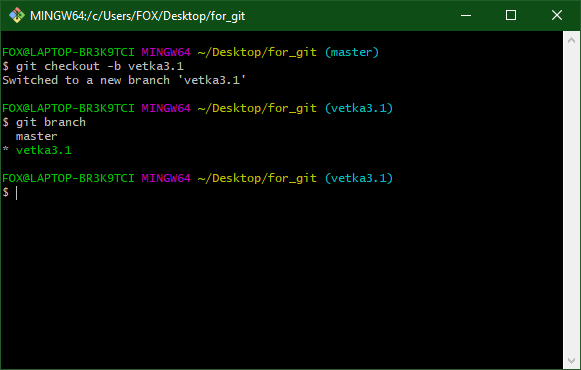 MINGW64:/c/Users/FOX/Desktop/for_git
FOX@LAPTOP-BR3K9TCI MINGW64 ~/Desktop/for_git (master)
$ git checkout -b vetka3.1
Switched to a new branch 'vetka3.1'
FOX@LAPTOP-BR3K9TCI MINGW64 ~/Desktop/for_git (vetka3.1)
$ git branch
  master
* vetka3.1
FOX@LAPTOP-BR3K9TCI MINGW64 ~/Desktop/for_git (vetka3.1)
$